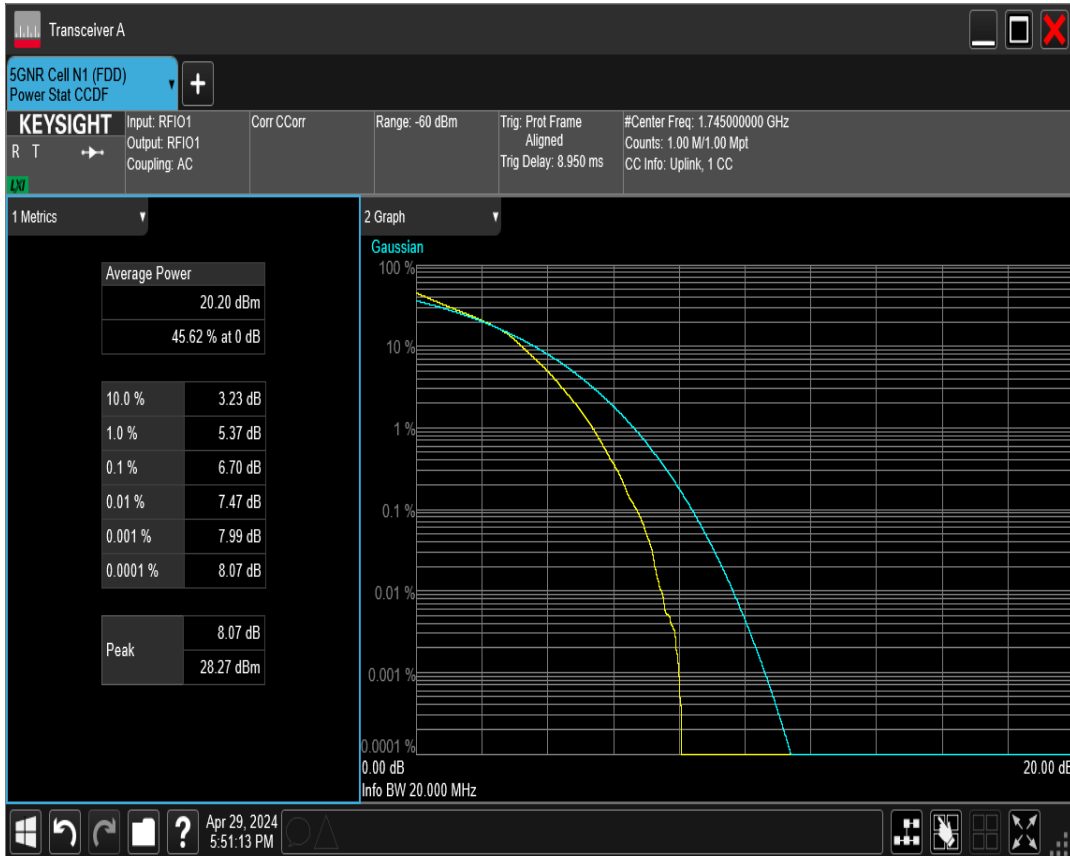 Transceiver A
5GNR Cell N1 (FDD)
Power Stat CCDF
+
KEYSIGHT
R T
LXI
Input: RFIO1
Output: RFIO1
Coupling: AC
Corr CCorr
Range: -60 dBm
Trig: Prot Frame
Aligned
Trig Delay: 8.950 ms
#Center Freq: 1.745000000 GHz
Counts: 1.00 M/1.00 Mpt
CC Info: Uplink, 1 CC
1 Metrics
Average Power
20.20 dBm
45.62 % at 0 dB
10.0 % 3.23 dB
1.0 % 5.37 dB
0.1 % 6.70 dB
0.01 % 7.47 dB
0.001 % 7.99 dB
0.0001 % 8.07 dB
Peak
8.07 dB
28.27 dBm
2 Graph
Gaussian
100 %
10 %
1 %
0.1 %
0.01 %
0.001 %
0.0001 %
0.00 dB 20.00 dB
Info BW 20.000 MHz
? Apr 29, 2024
5:51:13 PM